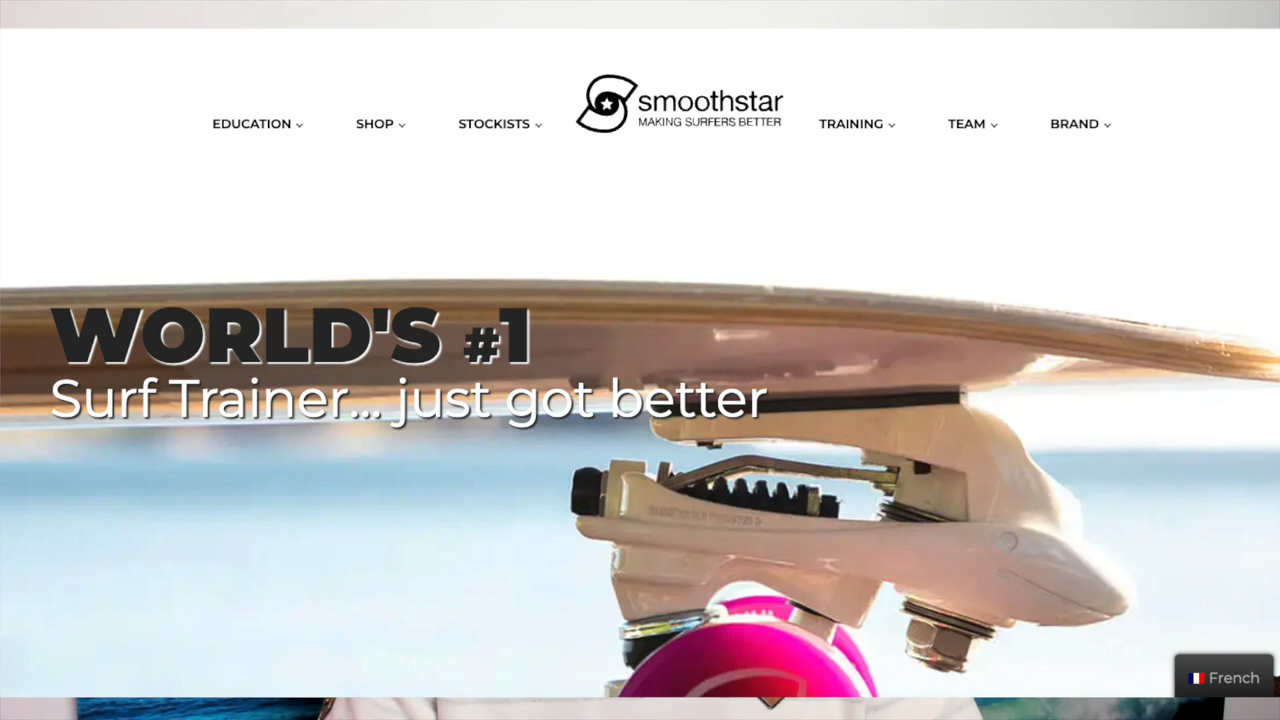 EDUCATION
SHOP
STOCKISTS
smoothstar
MAKING SURFERS BETTER
TRAINING
TEAM
BRAND
WORLD'S #1
Surf Trainer... just got better
French